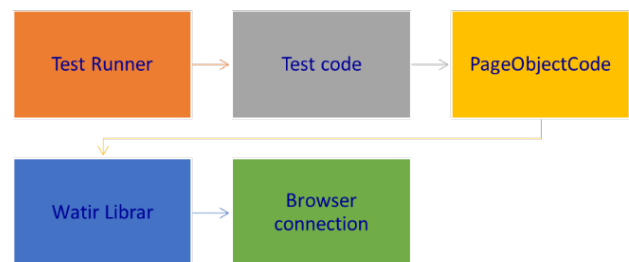 Test Runner
Test code
PageObjectCode
Watir Librar
Browser
connection